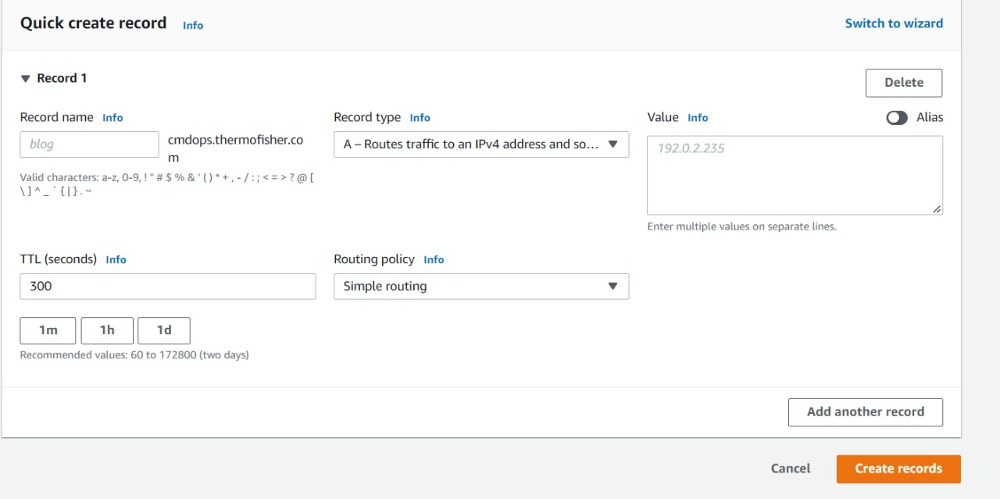 Quick create record Info Switch to wizard
▼ Record 1
Delete
Record name Info
Record type Info
Value Info
Alias
blog
cmdops.thermofisher.co
m
A – Routes traffic to an IPv4 address and so...
192.0.2.235
Valid characters: a-z, 0-9, ! " # $ % & ' ( ) * + , - / : ; < = > ? @ [
\ ] ^ _ ` { | } . ~
Enter multiple values on separate lines.
TTL (seconds) Info
Routing policy Info
300
Simple routing
1m 1h 1d
Recommended values: 60 to 172800 (two days)
Add another record
Cancel Create records